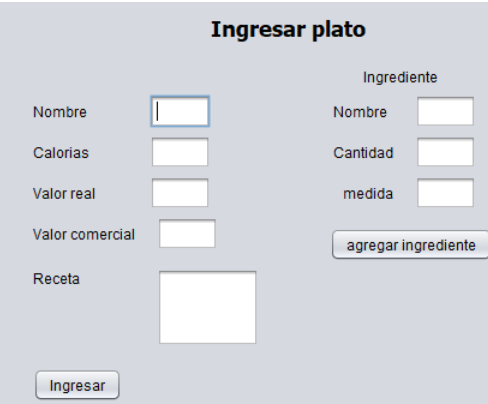 Ingresar plato
Ingrediente
Nombre
Nombre
Calorias
Cantidad
Valor real
medida
Valor comercial
agregar ingrediente
Receta
Ingresar